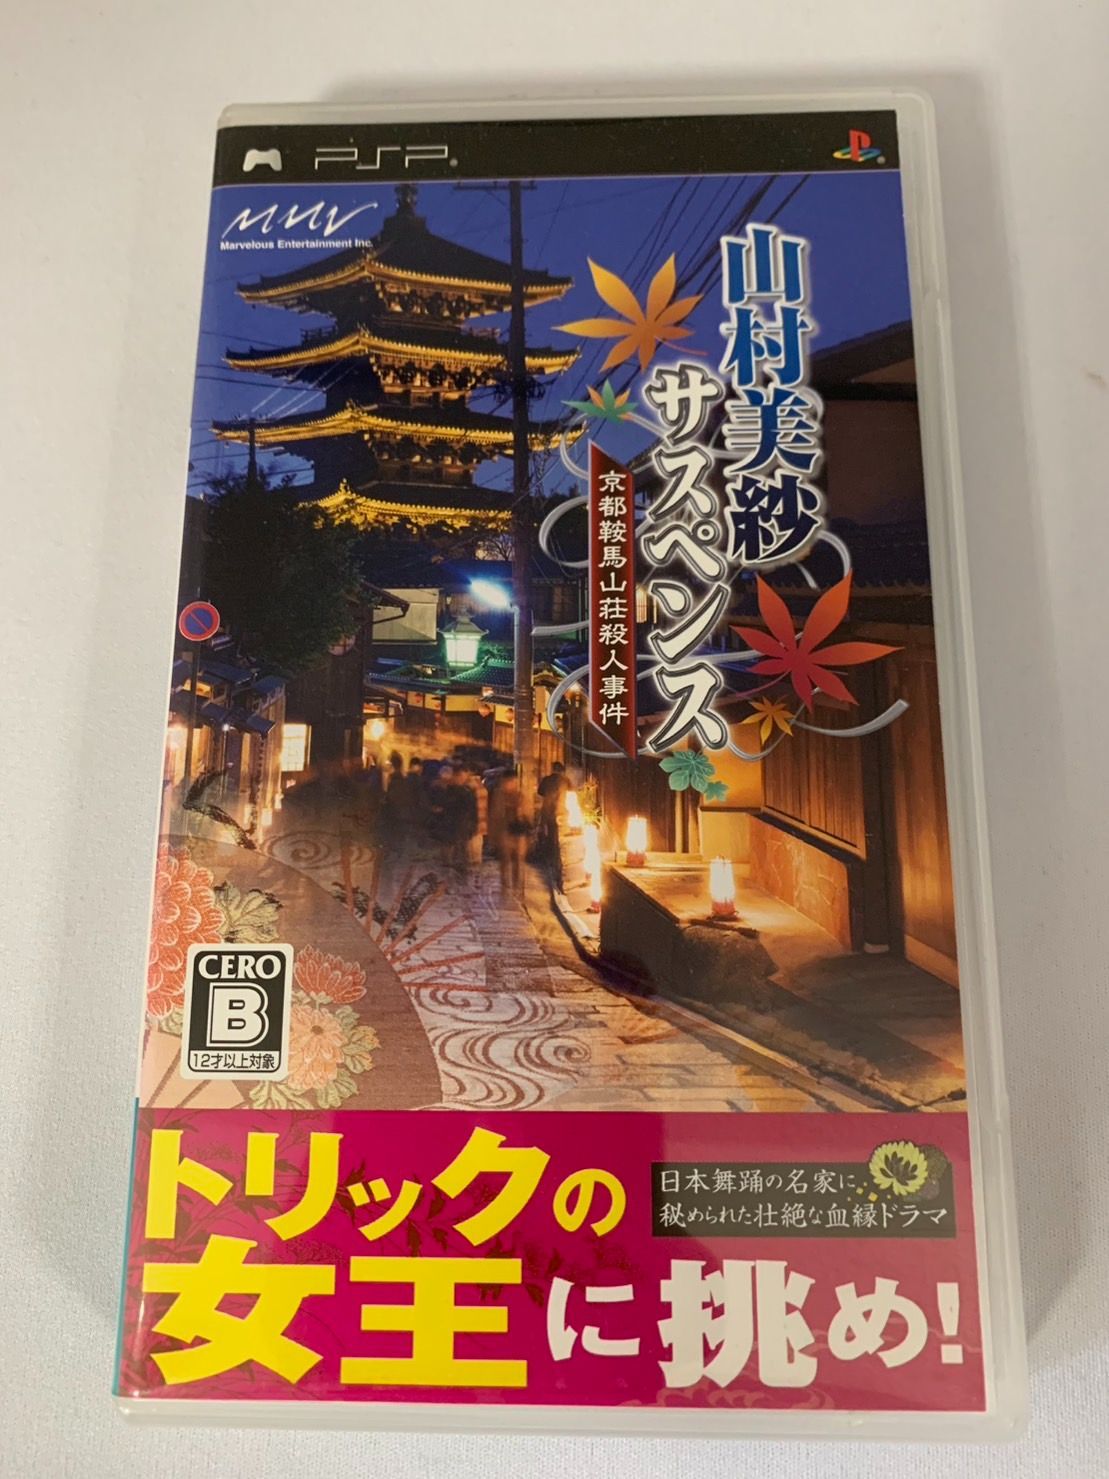 PSP
Marvelous Entertainment Inc.
山村美紗
サスペンス
京都鞍馬山荘殺人事件
CERO
B
12才以上対象
日本舞踊の名家に
秘められた壮絶な血縁ドラマ
トリックの
女王に挑め!